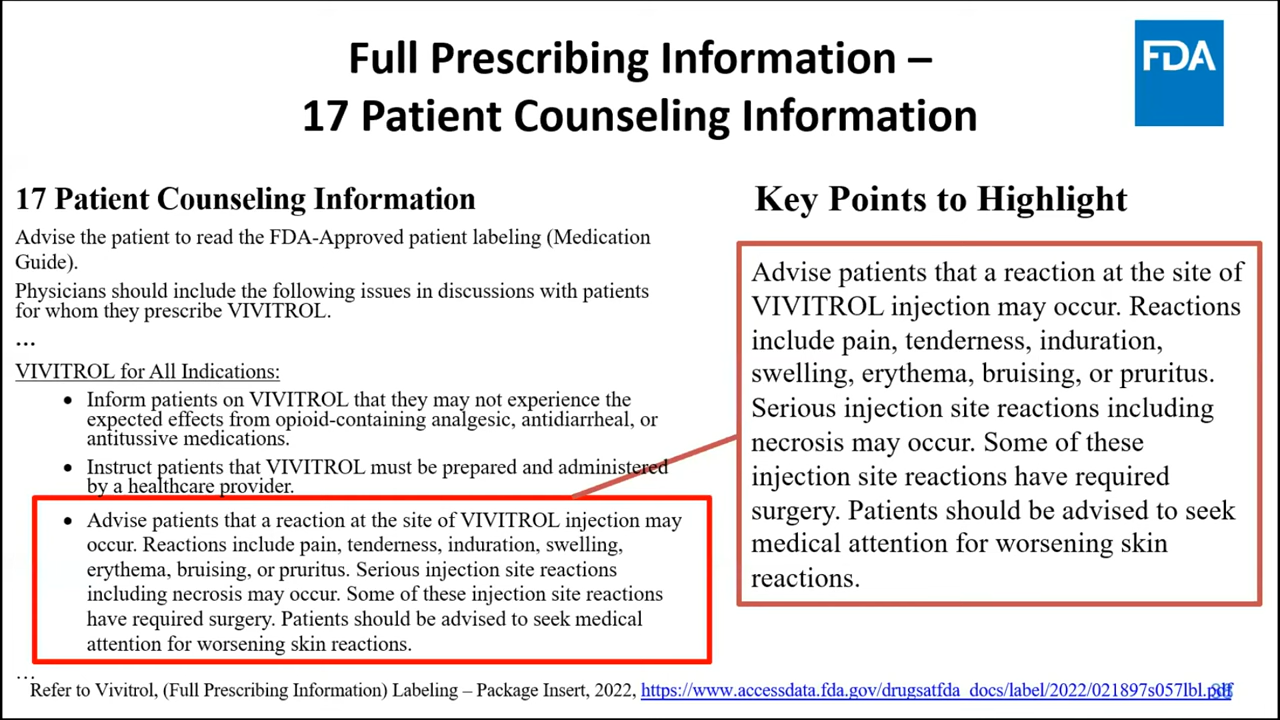 Full Prescribing Information –
17 Patient Counseling Information
FDA
17 Patient Counseling Information
Advise the patient to read the FDA-Approved patient labeling (Medication
Guide).
Physicians should include the following issues in discussions with patients
for whom they prescribe VIVITROL.
...
VIVITROL for All Indications:
• Inform patients on VIVITROL that they may not experience the
expected effects from opioid-containing analgesic, antidiarrheal, or
antitussive medications.
• Instruct patients that VIVITROL must be prepared and administered
by a healthcare provider.
• Advise patients that a reaction at the site of VIVITROL injection may
occur. Reactions include pain, tenderness, induration, swelling,
erythema, bruising, or pruritus. Serious injection site reactions
including necrosis may occur. Some of these injection site reactions
have required surgery. Patients should be advised to seek medical
attention for worsening skin reactions.
...
Key Points to Highlight
Advise patients that a reaction at the site of
VIVITROL injection may occur. Reactions
include pain, tenderness, induration,
swelling, erythema, bruising, or pruritus.
Serious injection site reactions including
necrosis may occur. Some of these
injection site reactions have required
surgery. Patients should be advised to seek
medical attention for worsening skin
reactions.
Refer to Vivitrol, (Full Prescribing Information) Labeling – Package Insert, 2022, https://www.accessdata.fda.gov/drugsatfda_docs/label/2022/021897s057lbl.pdf